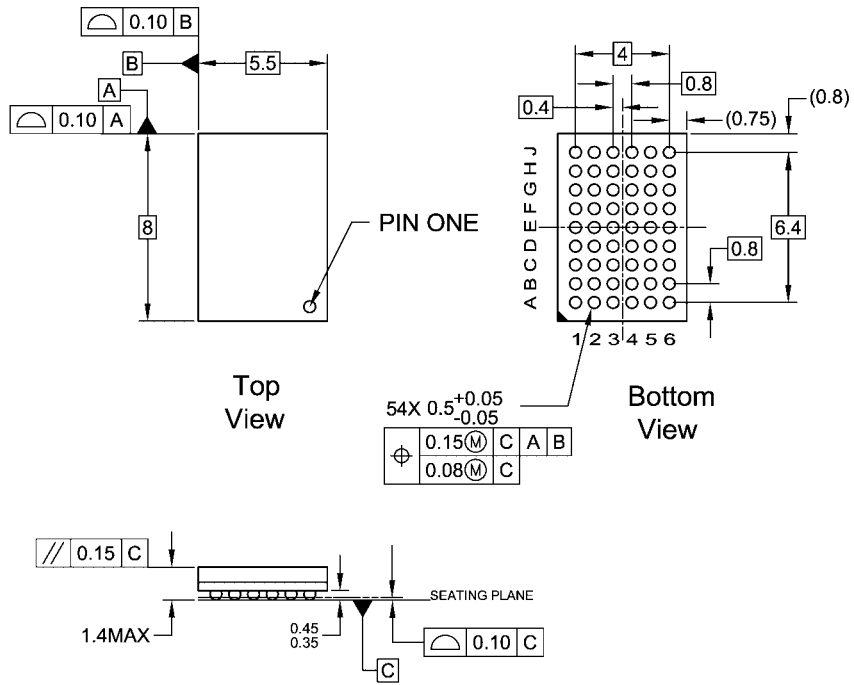 0.10 B
B
5.5
A
0.10 A
8
PIN ONE
Top
View
4
0.8
0.4
(0.8)
(0.75)
J
H
G
F
E
D
C
B
A
6.4
0.8
1 2 3 4 5 6
Bottom
View
54X 0.5 +0.05
-0.05
⌖ 0.15Ⓜ C A B
0.08Ⓜ C
// 0.15 C
1.4MAX
0.45
0.35
SEATING PLANE
0.10 C
C